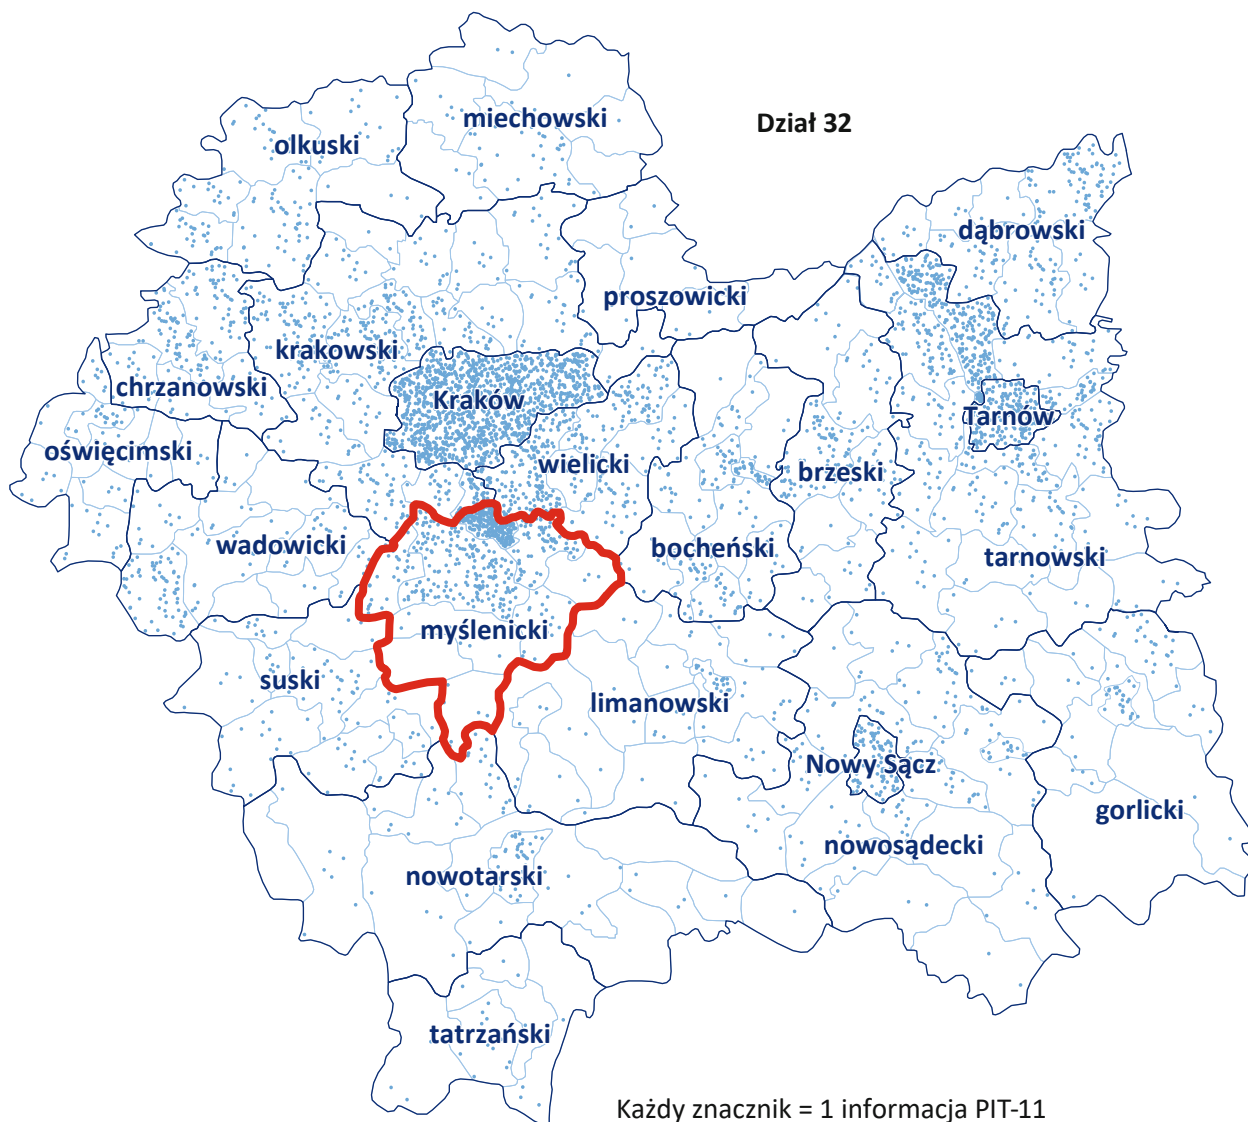 miechowski
Dział 32
olkuski
dąbrowski
proszowicki
krakowski
chrzanowski
Kraków
Tarnów
oświęcimski
wielicki
brzeski
wadowicki
bocheński
tarnowski
myślenicki
suski
limanowski
Nowy Sącz
gorlicki
nowosądecki
nowotarski
tatrzański
Każdy znacznik = 1 informacja PIT-11